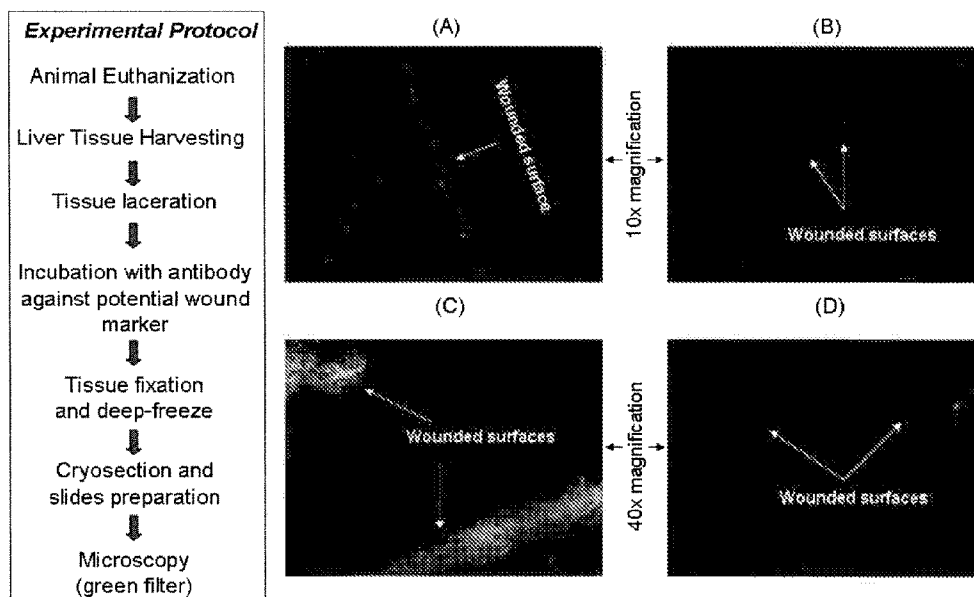 Experimental Protocol
Animal Euthanization
Liver Tissue Harvesting
Tissue laceration
Incubation with antibody
against potential wound
marker
Tissue fixation
and deep-freeze
Cryosection and
slides preparation
Microscopy
(green filter)
(A)
Wounded surface
10x magnification
(B)
Wounded surfaces
(C)
Wounded surfaces
40x magnification
(D)
Wounded surfaces